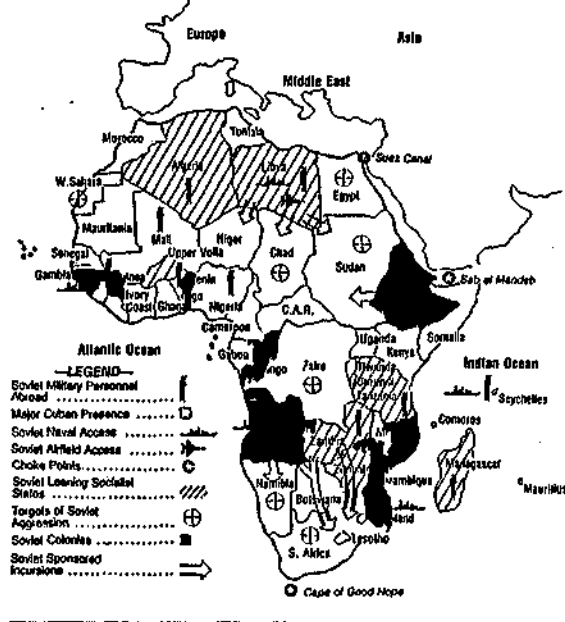 Europe
Asia
Middle East
Morocco
Tunisia
Algeria
Libya
Suez Canal
W. Sahara
Egypt
Mauritania
Mali
Niger
Chad
Sudan
Bab el Mandeb
Senegal
Gambia
Upper Volta
Ivory Coast
Ghana
Togo
Nigeria
C.A.R.
Cameroon
Somalia
Uganda
Kenya
Gabon
Zaire
Tanzania
Atlantic Ocean
Indian Ocean
Seychelles
Comoros
Zambia
Madagascar
Mauritius
Namibia
Botswana
S. Africa
Lesotho
Cape of Good Hope
LEGEND
Soviet Military Personnel
Abroad
Major Cuban Presence
Soviet Naval Access
Soviet Airfield Access
Choke Points
Soviet Leaning Socialist
States
Targets of Soviet
Aggression
Soviet Colonies
Soviet Sponsored
Incursions